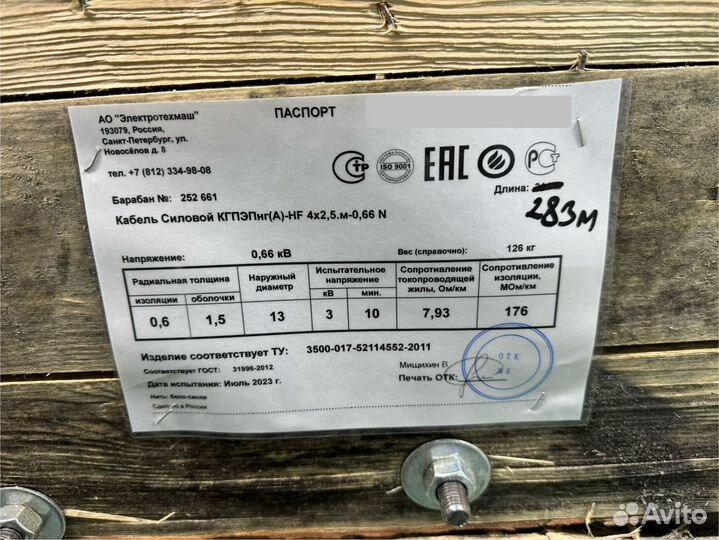 АО "Электротехмаш"
193079, Россия,
Санкт-Петербург, ул.
Новосёлов д. 8
ПАСПОРТ
тел. +7 (812) 334-98-08
СТР
ISO 9001
ЕАС
РСТ
Барабан №: 252 661
Длина:
283м
Кабель Силовой КГПЭПнг(А)-HF 4х2,5.м-0,66 N
Напряжение: 0,66 кВ
Вес (справочно): 126 кг
Радиальная толщина
изоляции оболочки
Наружный диаметр
Испытательное напряжение
кВ мин.
Сопротивление токопроводящей жилы, Ом/км
Сопротивление изоляции, МОм/км
0,6 1,5 13 3 10 7,93 176
Изделие соответствует ТУ: 3500-017-52114552-2011
Соответствует ГОСТ: 31996-2012
Дата испытания: Июль 2023 г.
Мищихин В
Печать ОТК:
ОТК
Нить: бело-синяя
Сделано в России
Avito